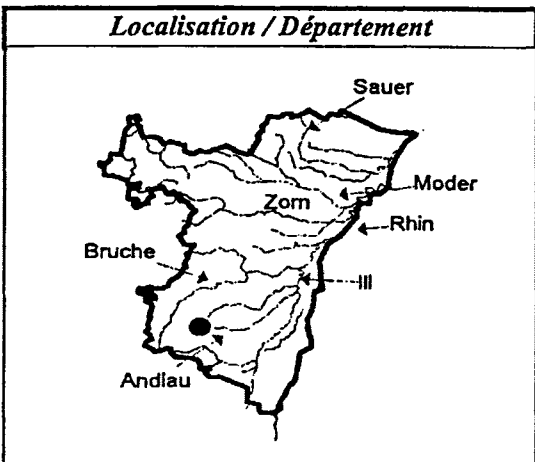 Localisation / Département
Sauer
Moder
Zorn
Rhin
Bruche
Ill
Andlau